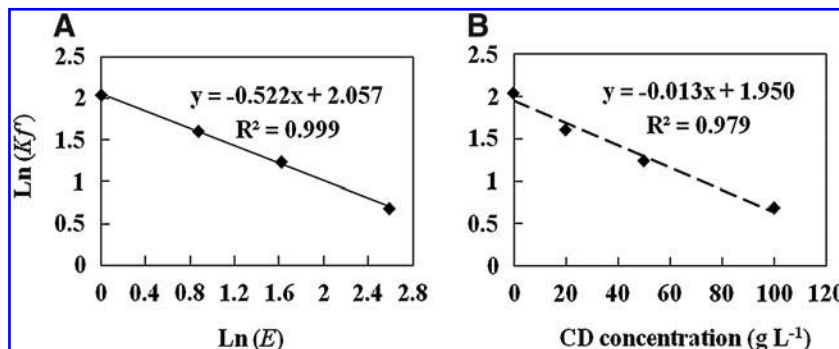 A
Ln (Kf')
2.5
2
1.5
1
0.5
0
y = -0.522x + 2.057
R² = 0.999
0 0.4 0.8 1.2 1.6 2 2.4 2.8
Ln (E)
B
2.5
2
1.5
1
0.5
0
y = -0.013x + 1.950
R² = 0.979
0 20 40 60 80 100 120
CD concentration (g L⁻¹)